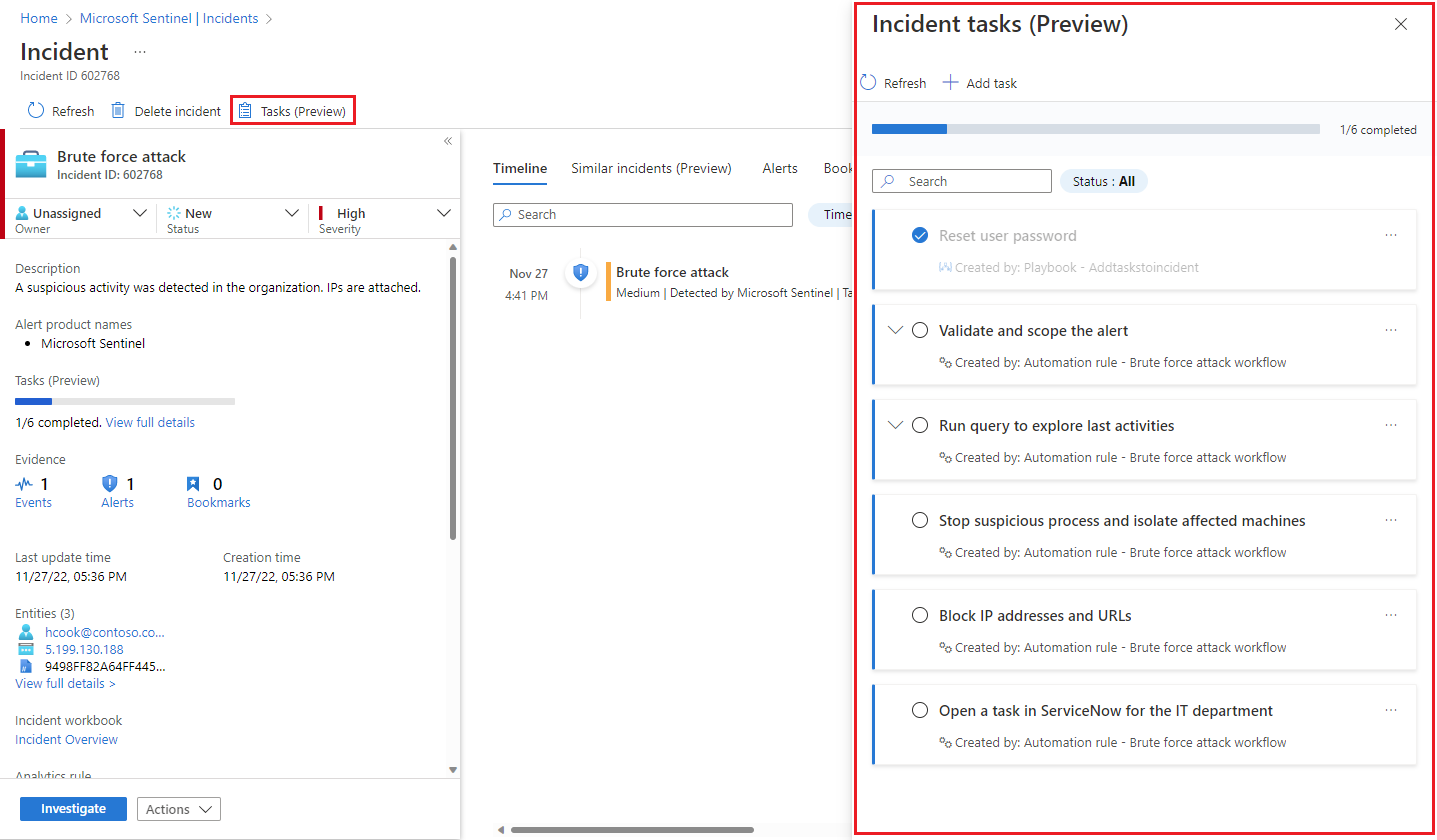 Home > Microsoft Sentinel | Incidents >
Incident ...
Incident ID 602768
Refresh Delete incident Tasks (Preview)
Brute force attack
Incident ID: 602768
Unassigned New High
Owner Status Severity
Description
A suspicious activity was detected in the organization. IPs are attached.
Alert product names
• Microsoft Sentinel
Tasks (Preview)
1/6 completed. View full details
Evidence
1 1 0
Events Alerts Bookmarks
Last update time Creation time
11/27/22, 05:36 PM 11/27/22, 05:36 PM
Entities (3)
hcook@contoso.co...
5.199.130.188
9498FF82A64FF445...
View full details >
Incident workbook
Incident Overview
Analytics rule
Investigate Actions
Timeline Similar incidents (Preview) Alerts Book
Search Time
Nov 27 Brute force attack
4:41 PM Medium | Detected by Microsoft Sentinel | Ta
Incident tasks (Preview)
Refresh Add task
1/6 completed
Search Status : All
Reset user password ...
Created by: Playbook - Addtaskstoincident
Validate and scope the alert ...
Created by: Automation rule - Brute force attack workflow
Run query to explore last activities ...
Created by: Automation rule - Brute force attack workflow
Stop suspicious process and isolate affected machines ...
Created by: Automation rule - Brute force attack workflow
Block IP addresses and URLs ...
Created by: Automation rule - Brute force attack workflow
Open a task in ServiceNow for the IT department ...
Created by: Automation rule - Brute force attack workflow